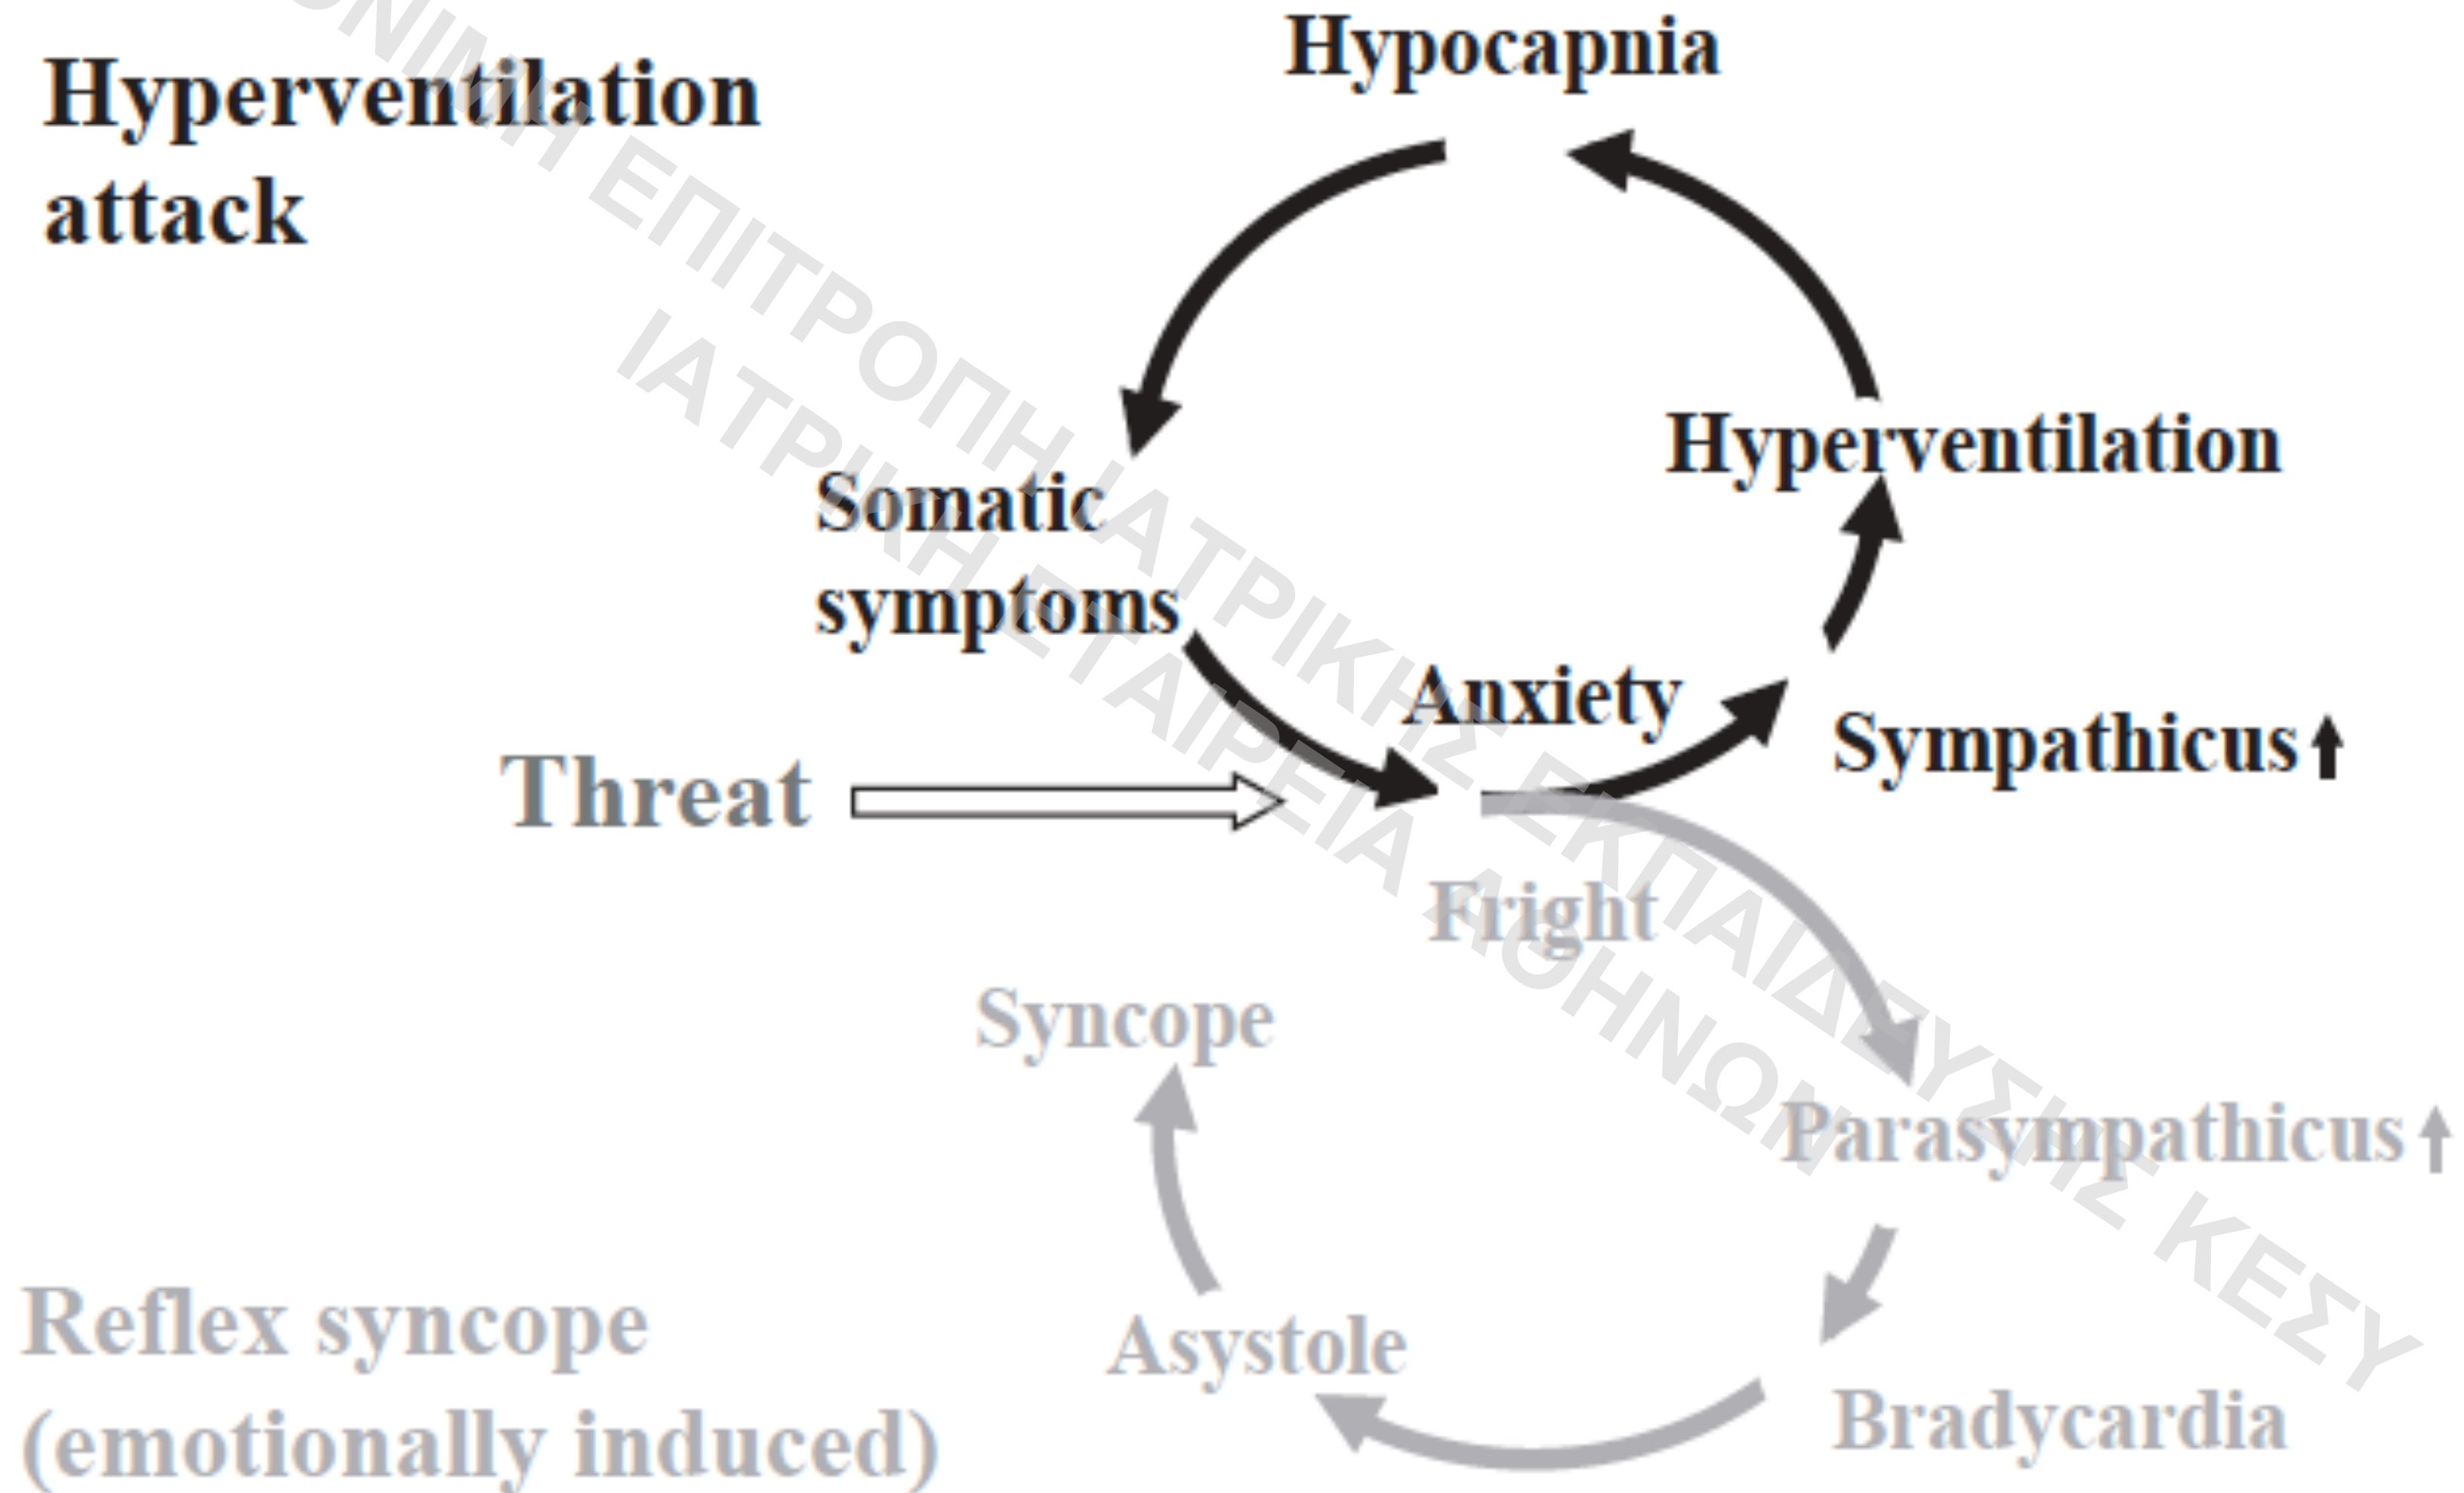 Hyperventilation
attack
Hypocapnia
Hyperventilation
Somatic
symptoms
Anxiety
Sympathicus
Threat
Fright
Syncope
Parasympathicus
Reflex syncope
(emotionally induced)
Asystole
Bradycardia
ΕΠΙΤΡΟΠΗ ΙΑΤΡΙΚΗΣ ΕΚΠΑΙΔΕΥΣΗΣ ΚΕΣΥ
ΙΑΤΡΙΚΗ ΕΤΑΙΡΕΙΑ ΑΘΗΝΩΝ